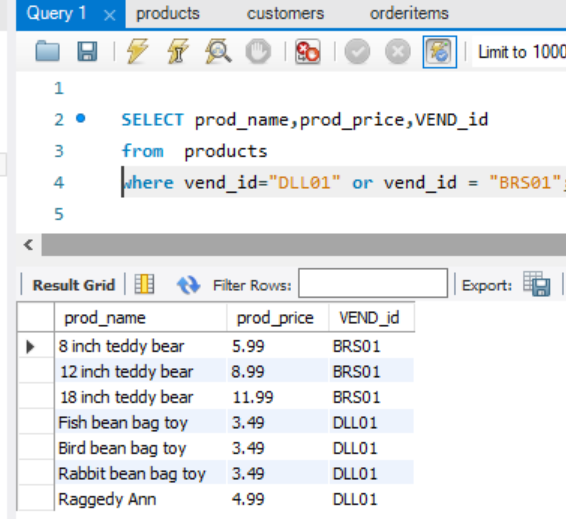 Query 1 × products customers orderitems
Limit to 1000
1
2 SELECT prod_name,prod_price,VEND_id
3 from products
4 where vend_id="DLL01" or vend_id = "BRS01";
5
Result Grid Filter Rows: Export:
prod_name prod_price VEND_id
8 inch teddy bear 5.99 BRS01
12 inch teddy bear 8.99 BRS01
18 inch teddy bear 11.99 BRS01
Fish bean bag toy 3.49 DLL01
Bird bean bag toy 3.49 DLL01
Rabbit bean bag toy 3.49 DLL01
Raggedy Ann 4.99 DLL01